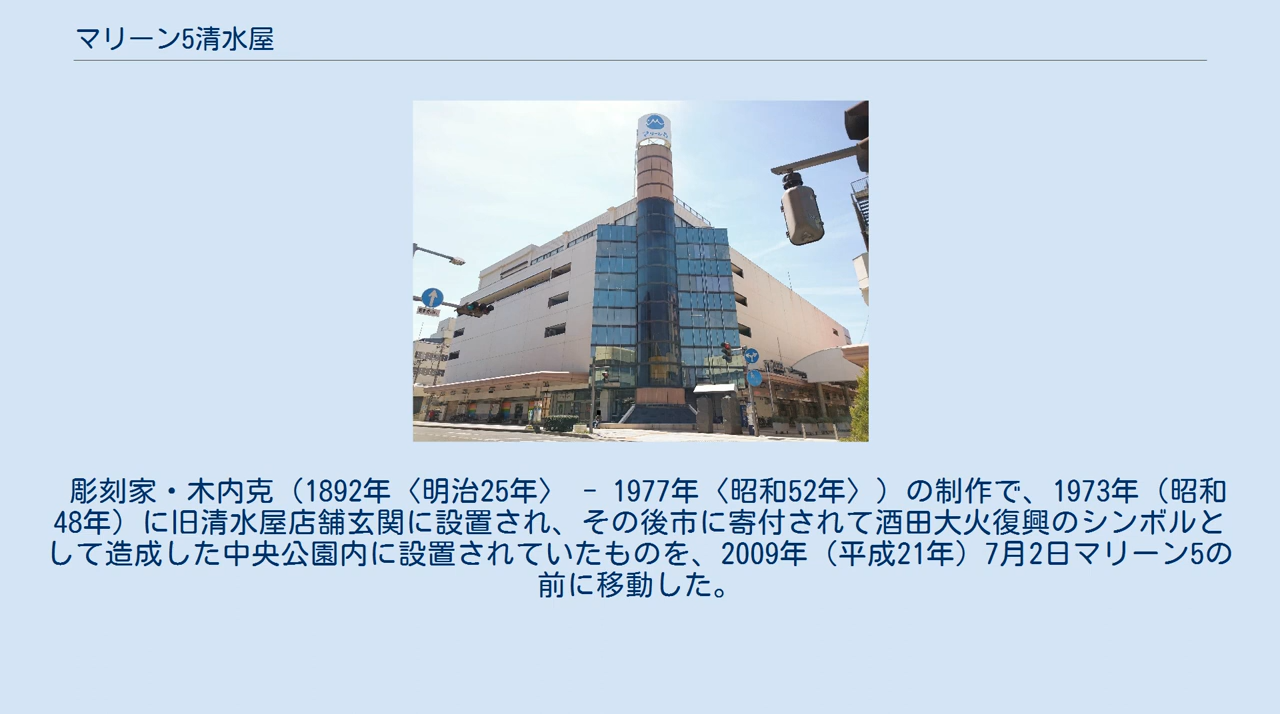 マリーン5清水屋
彫刻家・木内克（1892年〈明治25年〉 - 1977年〈昭和52年〉）の制作で、1973年（昭和
48年）に旧清水屋店舗玄関に設置され、その後市に寄付されて酒田大火復興のシンボルと
して造成した中央公園内に設置されていたものを、2009年（平成21年）7月2日マリーン5の
前に移動した。